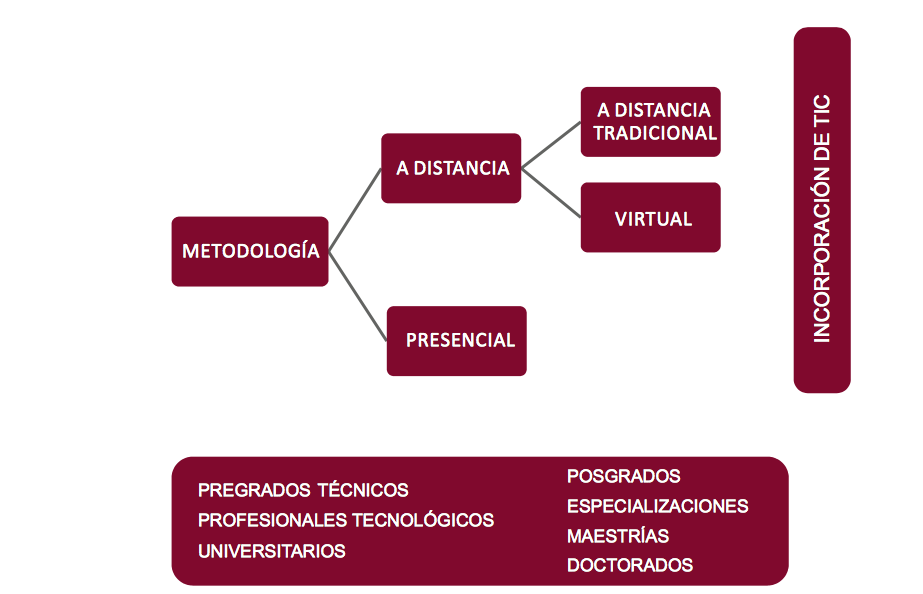 METODOLOGÍA
A DISTANCIA
PRESENCIAL
A DISTANCIA
TRADICIONAL
VIRTUAL
INCORPORACIÓN DE TIC
PREGRADOS TÉCNICOS
PROFESIONALES TECNOLÓGICOS
UNIVERSITARIOS
POSGRADOS
ESPECIALIZACIONES
MAESTRÍAS
DOCTORADOS